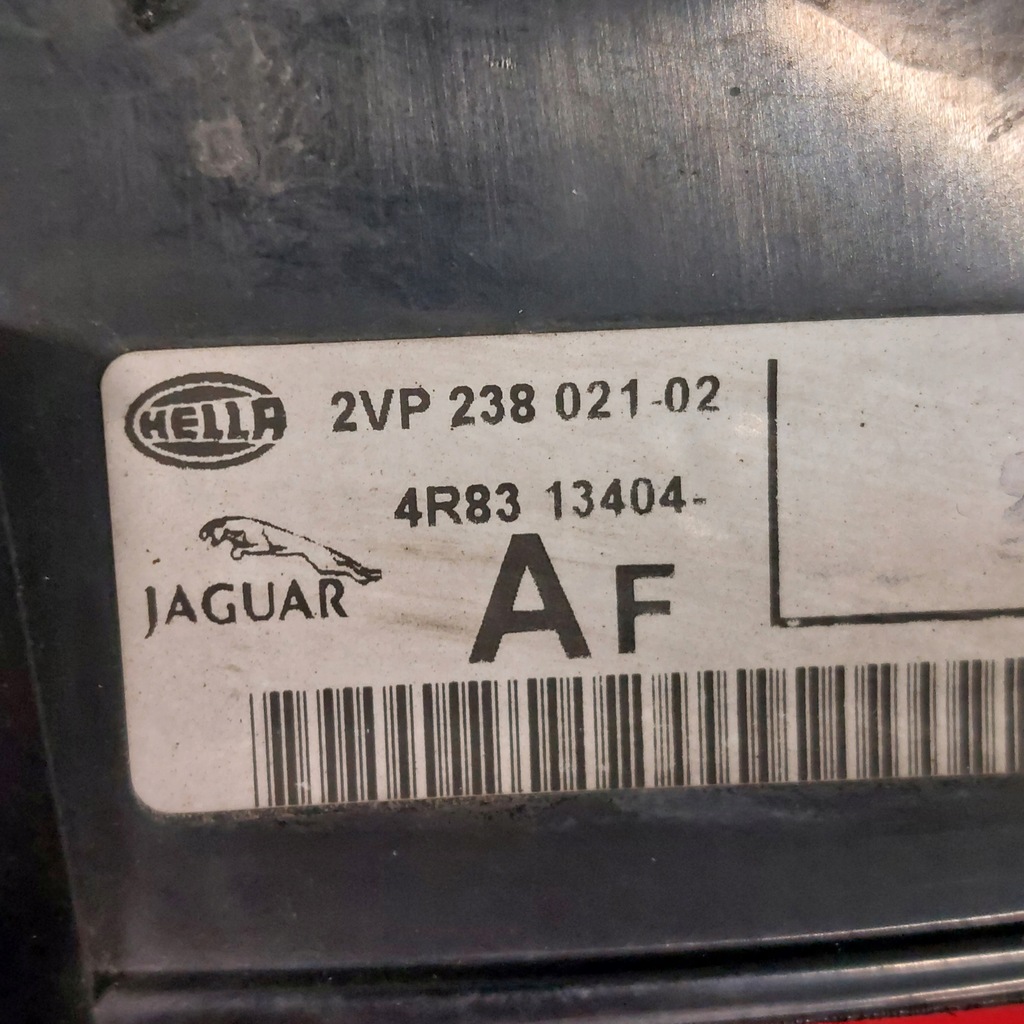 HELLA 2VP 238 021-02
4R83 13404-
JAGUAR AF